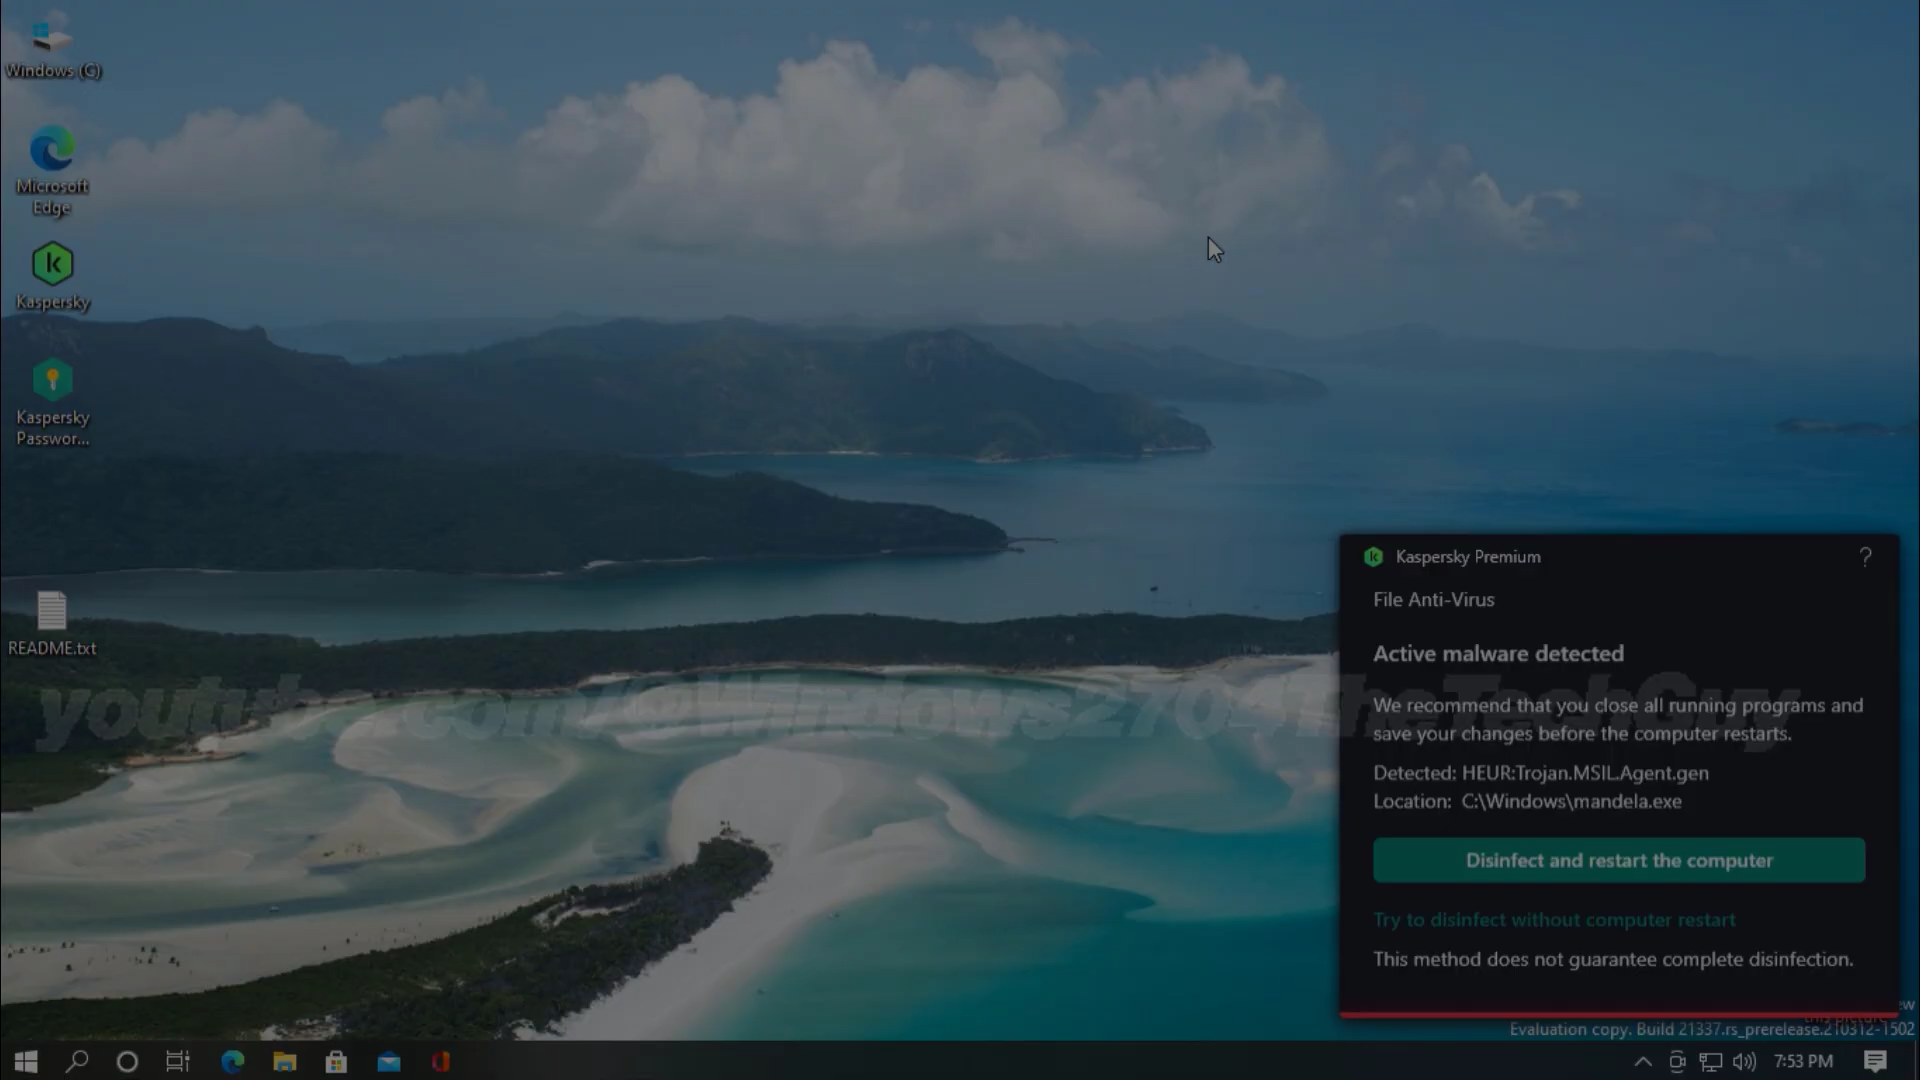 Windows (C)
Microsoft
Edge
Kaspersky
Kaspersky
Passwor...
README.txt
youtube.com/@Windows2704TheTechGuy
Kaspersky Premium
?
File Anti-Virus
Active malware detected
We recommend that you close all running programs and
save your changes before the computer restarts.
Detected: HEUR:Trojan.MSIL.Agent.gen
Location: C:\Windows\mandela.exe
Disinfect and restart the computer
Try to disinfect without computer restart
This method does not guarantee complete disinfection.
Evaluation copy. Build 21337.rs_prerelease.210312-1502
7:53 PM